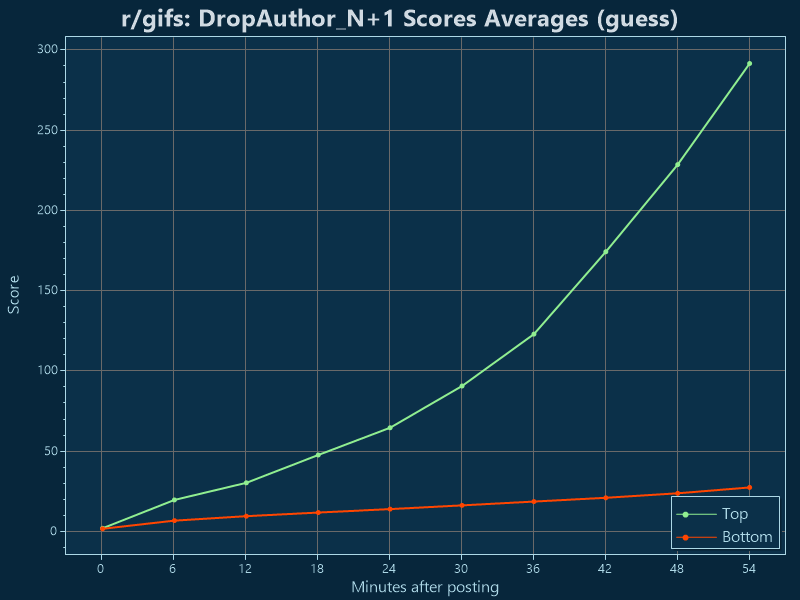 r/gifs: DropAuthor_N+1 Scores Averages (guess)
300
250
200
150
100
50
0
Score
0 6 12 18 24 30 36 42 48 54
Minutes after posting
Top
Bottom